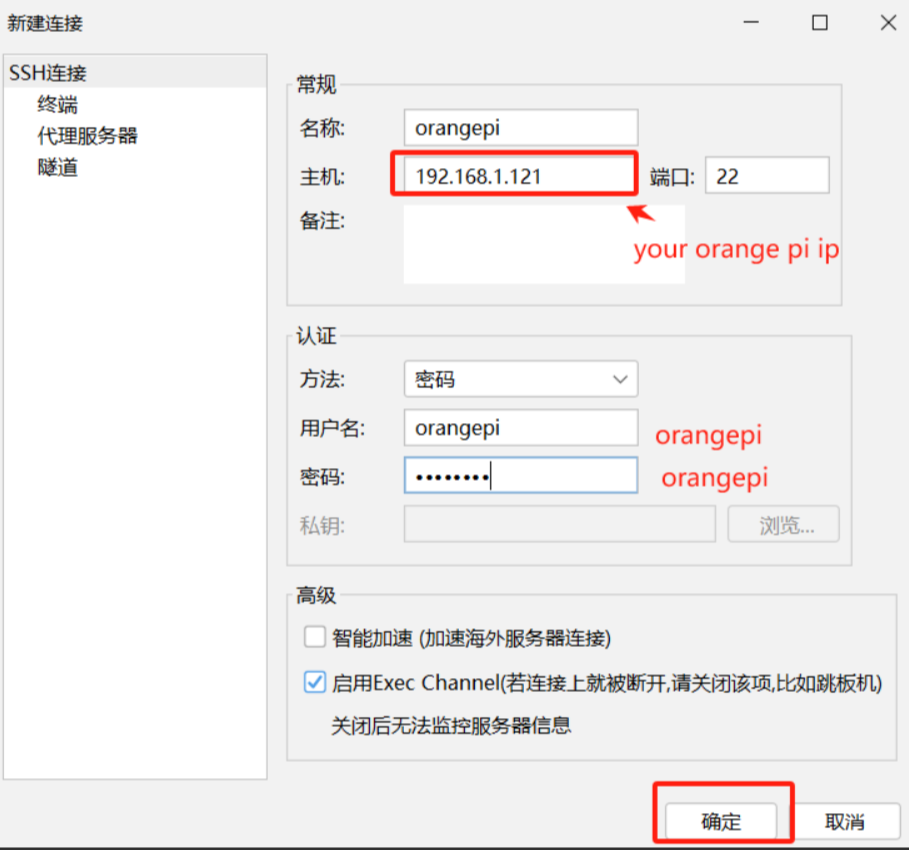 新建连接
SSH连接
终端
代理服务器
隧道
常规
名称: orangepi
主机: 192.168.1.121 端口: 22
备注:
your orange pi ip
认证
方法: 密码
用户名: orangepi orangepi
密码: •••••••• orangepi
私钥: 浏览...
高级
智能加速 (加速海外服务器连接)
启用Exec Channel(若连接上就被断开,请关闭该项,比如跳板机)
关闭后无法监控服务器信息
确定 取消